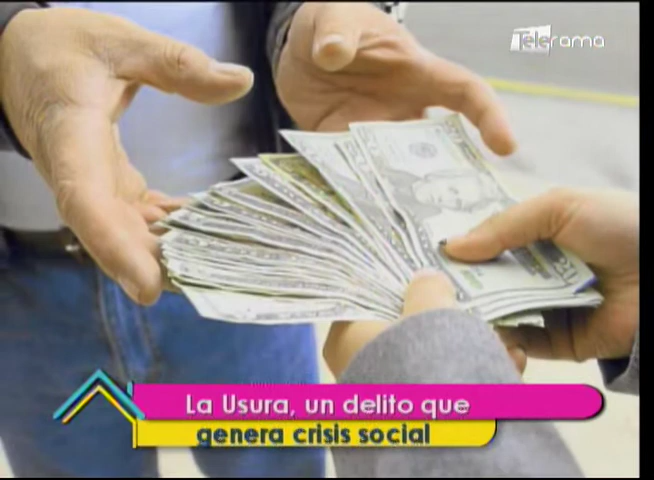 Telerama
La Usura, un delito que
genera crisis social